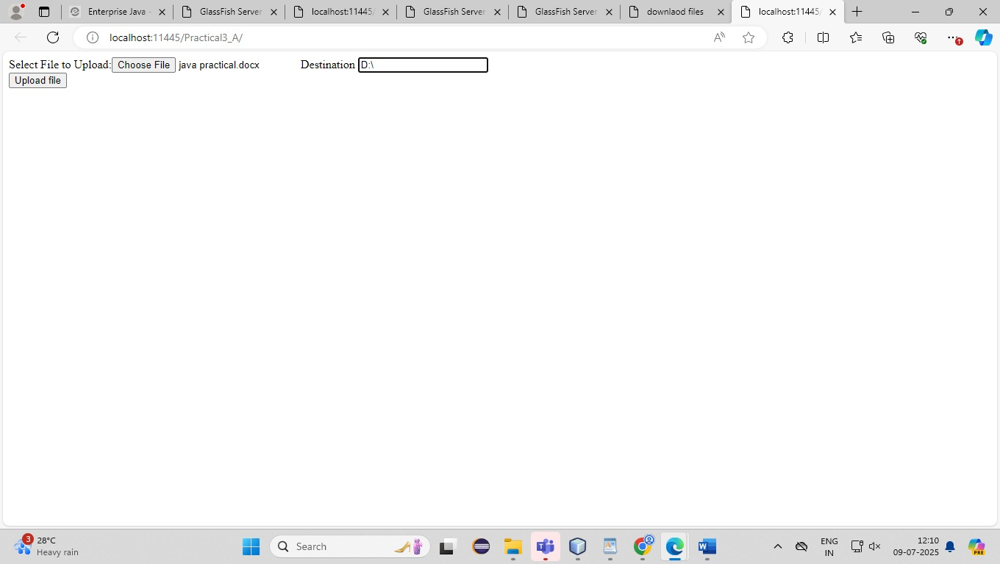 Enterprise Java -
GlassFish Server
localhost:11445/
GlassFish Server
GlassFish Server
downlaod files
localhost:11445/
localhost:11445/Practical3_A/
Select File to Upload: Choose File java practical.docx Destination D:\
Upload file
3
28°C
Heavy rain
Search
ENG
IN
12:10
09-07-2025
PRE